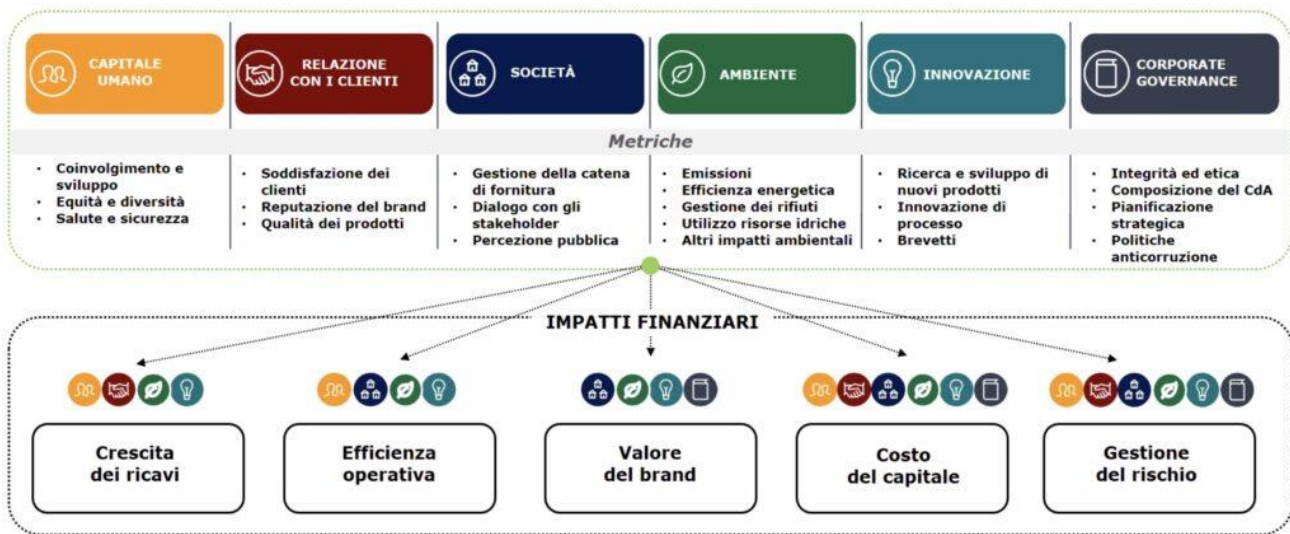 CAPITALE
UMANO
RELAZIONE
CON I CLIENTI
SOCIETÀ
AMBIENTE
INNOVAZIONE
CORPORATE
GOVERNANCE
Metriche
• Coinvolgimento e
sviluppo
• Equità e diversità
• Salute e sicurezza
• Soddisfazione dei
clienti
• Reputazione del brand
• Qualità dei prodotti
• Gestione della catena
di fornitura
• Dialogo con gli
stakeholder
• Percezione pubblica
• Emissioni
• Efficienza energetica
• Gestione dei rifiuti
• Utilizzo risorse idriche
• Altri impatti ambientali
• Ricerca e sviluppo di
nuovi prodotti
• Innovazione di
processo
• Brevetti
• Integrità ed etica
• Composizione del CdA
• Pianificazione
strategica
• Politiche
anticorruzione
IMPATTI FINANZIARI
Crescita
dei ricavi
Efficienza
operativa
Valore
del brand
Costo
del capitale
Gestione
del rischio